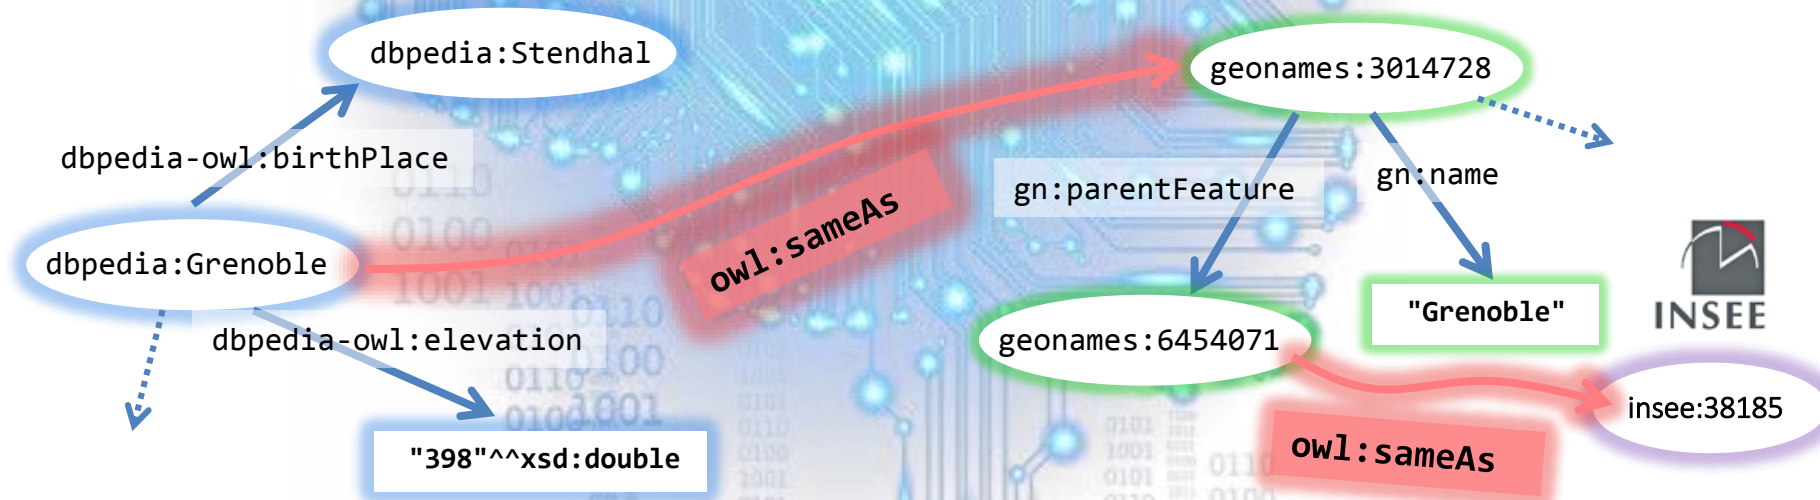 dbpedia:Stendhal
geonames:3014728
dbpedia-owl:birthPlace
gn:parentFeature
gn:name
owl:sameAs
dbpedia:Grenoble
INSEE
"Grenoble"
dbpedia-owl:elevation
geonames:6454071
insee:38185
"398"^^xsd:double
owl:sameAs